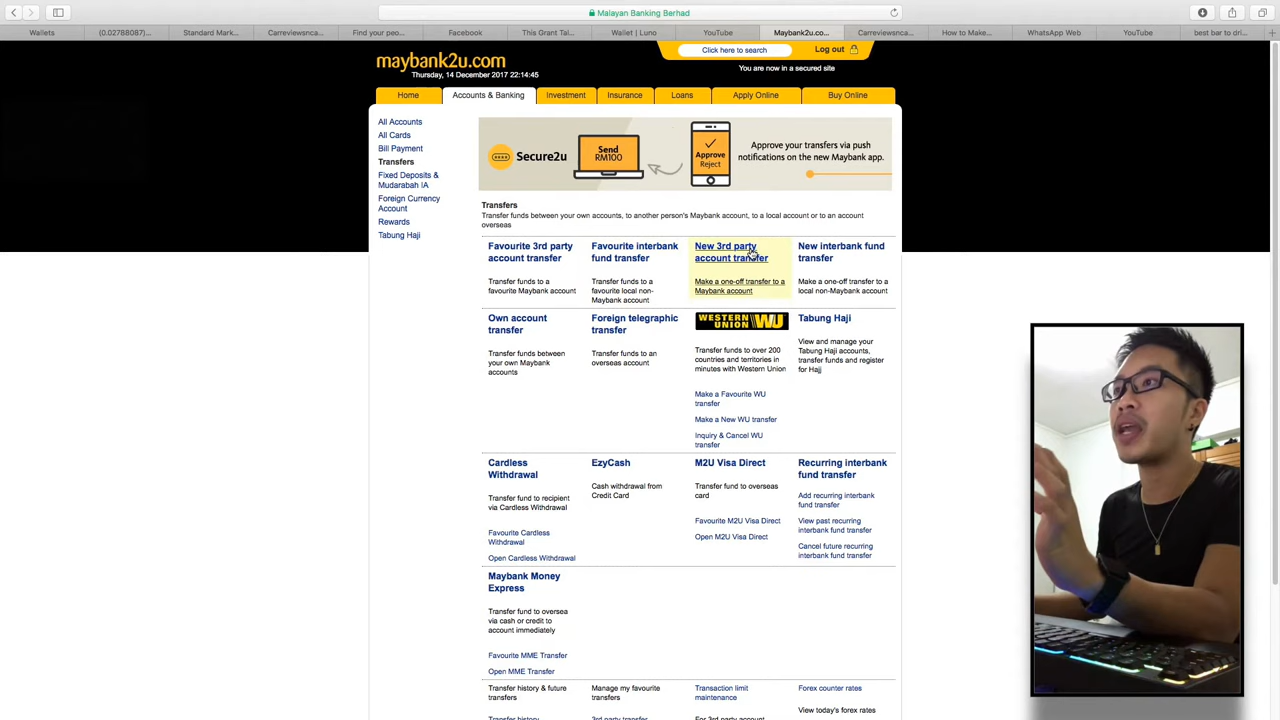 Malayan Banking Berhad
Wallets
(0.02788087)...
Standard Mark...
Carreviewsnca...
Find your peo...
Facebook
This Grant Tal...
Wallet | Luno
YouTube
Maybank2u.co...
Carreviewsnca...
How to Make...
WhatsApp Web
YouTube
best bar to dri...
maybank2u.com
Thursday, 14 December 2017 22:14:45
Click here to search
Log out
You are now in a secured site
Home
Accounts & Banking
Investment
Insurance
Loans
Apply Online
Buy Online
All Accounts
All Cards
Bill Payment
Transfers
Fixed Deposits &
Mudarabah IA
Foreign Currency
Account
Rewards
Tabung Haji
Secure2u
Send
RM100
Approve
Reject
Approve your transfers via push
notifications on the new Maybank app.
Transfers
Transfer funds between your own accounts, to another person's Maybank account, to a local account or to an account
overseas
Favourite 3rd party
account transfer
Transfer funds to a
favourite Maybank account
Favourite interbank
fund transfer
Transfer funds to a
favourite local non-
Maybank account
New 3rd party
account transfer
Make a one-off transfer to a
Maybank account
New interbank fund
transfer
Make a one-off transfer to a
local non-Maybank account
Own account
transfer
Transfer funds between
your own Maybank
accounts
Foreign telegraphic
transfer
Transfer funds to an
overseas account
WESTERN
UNION WU
Transfer funds to over 200
countries and territories in
minutes with Western Union
Make a Favourite WU
transfer
Make a New WU transfer
Inquiry & Cancel WU
transfer
Tabung Haji
View and manage your
Tabung Haji accounts,
transfer funds and register
for Hajj
Cardless
Withdrawal
Transfer fund to recipient
via Cardless Withdrawal
Favourite Cardless
Withdrawal
Open Cardless Withdrawal
EzyCash
Cash withdrawal from
Credit Card
M2U Visa Direct
Transfer fund to overseas
card
Favourite M2U Visa Direct
Open M2U Visa Direct
Recurring interbank
fund transfer
Add recurring interbank
fund transfer
View past recurring
interbank fund transfer
Cancel future recurring
interbank fund transfer
Maybank Money
Express
Transfer fund to oversea
via cash or credit to
account immediately
Favourite MME Transfer
Open MME Transfer
Transfer history & future
transfers
Transfer history
Manage my favourite
transfers
3rd party transfer
Transaction limit
maintenance
For 3rd party account
Forex counter rates
View today's forex rates